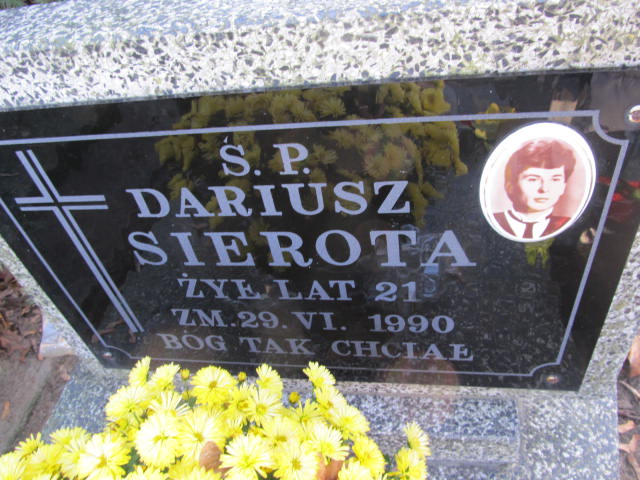 Ś. P.
DARIUSZ
SIEROTA
ŻYŁ LAT 21
ZM. 29. VI. 1990
BÓG TAK CHCIAŁ